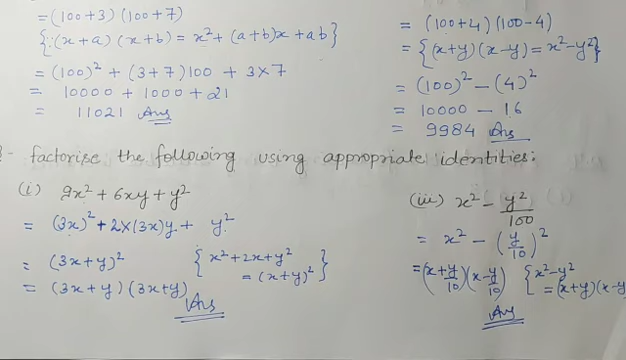 =(100+3)(100+7)
{∵(x+a)(x+b) = x²+(a+b)x+ab}
=(100)²+(3+7)100+3×7
= 10000+1000+21
= 11021 Ans
= (100+4)(100-4)
= {(x+y)(x-y)=x²-y²}
= (100)²-(4)²
= 10000 - 16
= 9984 Ans
factorise the following using appropriate identities:
(i) 9x²+6xy+y²
= (3x)²+2×(3x)y+ y²
= (3x+y)² {x²+2x+y²
= (x+y)²}
= (3x+y)(3x+y)
Ans
(iii) x² - y²/100
= x² - (y/10)²
=(x+y/10)(x-y/10) {x²-y²
=(x+y)(x-y
Ans